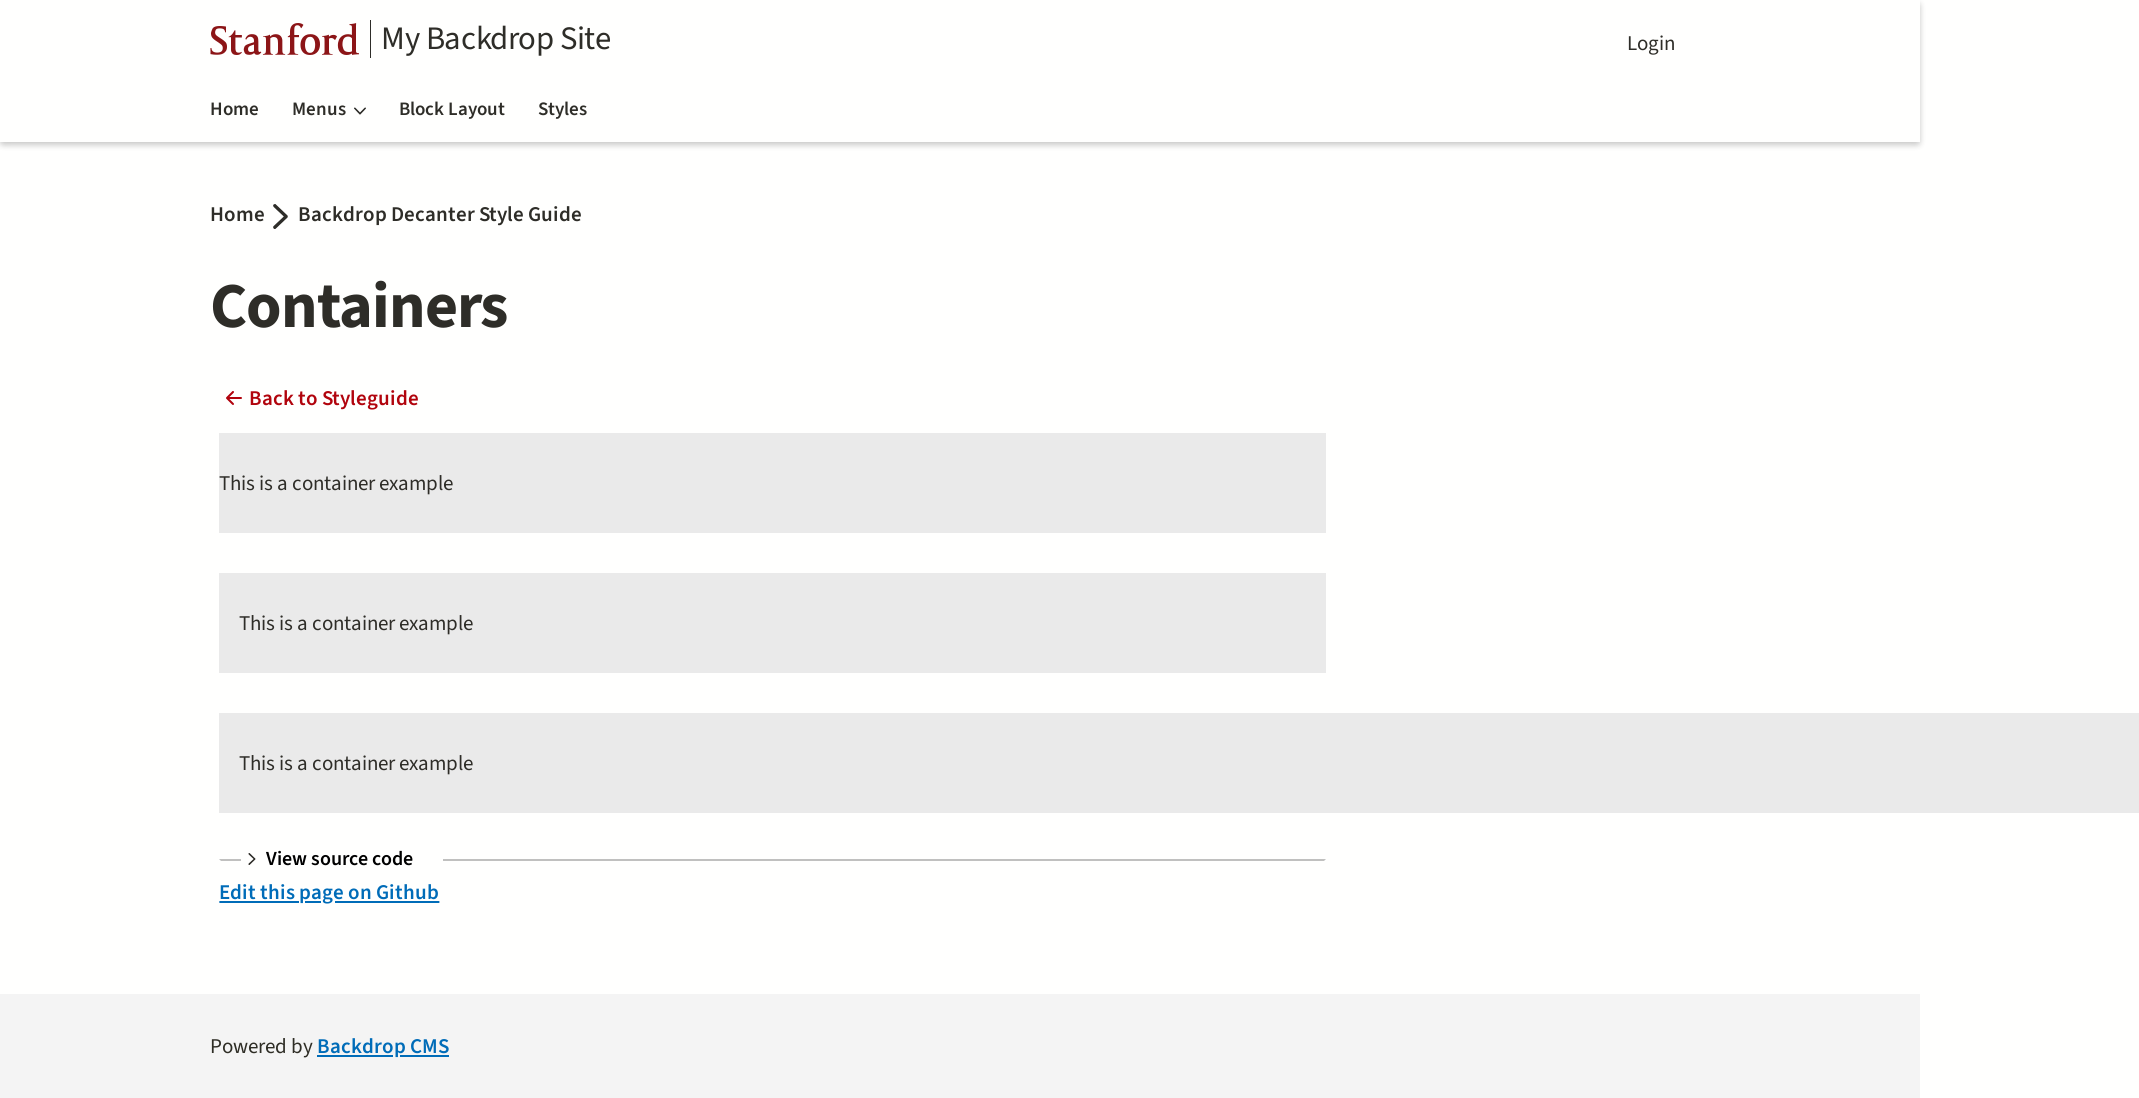 Stanford My Backdrop Site
Login
Home Menus Block Layout Styles
Home Backdrop Decanter Style Guide
Containers
Back to Styleguide
This is a container example
This is a container example
This is a container example
View source code
Edit this page on Github
Powered by Backdrop CMS